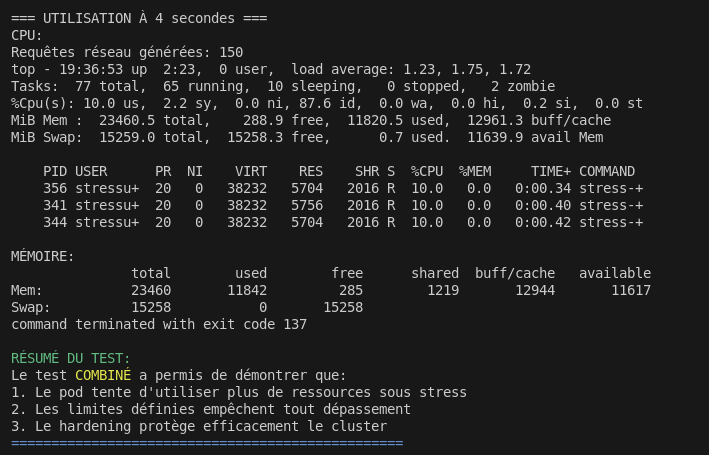 === UTILISATION À 4 secondes ===
CPU:
Requêtes réseau générées: 150
top - 19:36:53 up  2:23,  0 user,  load average: 1.23, 1.75, 1.72
Tasks:  77 total,  65 running,  10 sleeping,   0 stopped,   2 zombie
%Cpu(s): 10.0 us,  2.2 sy,  0.0 ni, 87.6 id,  0.0 wa,  0.0 hi,  0.2 si,  0.0 st
MiB Mem :  23460.5 total,    288.9 free,  11820.5 used,  12961.3 buff/cache
MiB Swap:  15259.0 total,  15258.3 free,      0.7 used.  11639.9 avail Mem
    PID USER      PR  NI    VIRT    RES    SHR S  %CPU  %MEM     TIME+ COMMAND
    356 stressu+  20   0   38232   5704   2016 R  10.0   0.0   0:00.34 stress-+
    341 stressu+  20   0   38232   5756   2016 R  10.0   0.0   0:00.40 stress-+
    344 stressu+  20   0   38232   5704   2016 R  10.0   0.0   0:00.42 stress-+
MÉMOIRE:
               total        used        free      shared  buff/cache   available
Mem:           23460       11842         285        1219       12944       11617
Swap:          15258           0       15258
command terminated with exit code 137
RÉSUMÉ DU TEST:
Le test COMBINÉ a permis de démontrer que:
1. Le pod tente d'utiliser plus de ressources sous stress
2. Les limites définies empêchent tout dépassement
3. Le hardening protège efficacement le cluster
=================================================